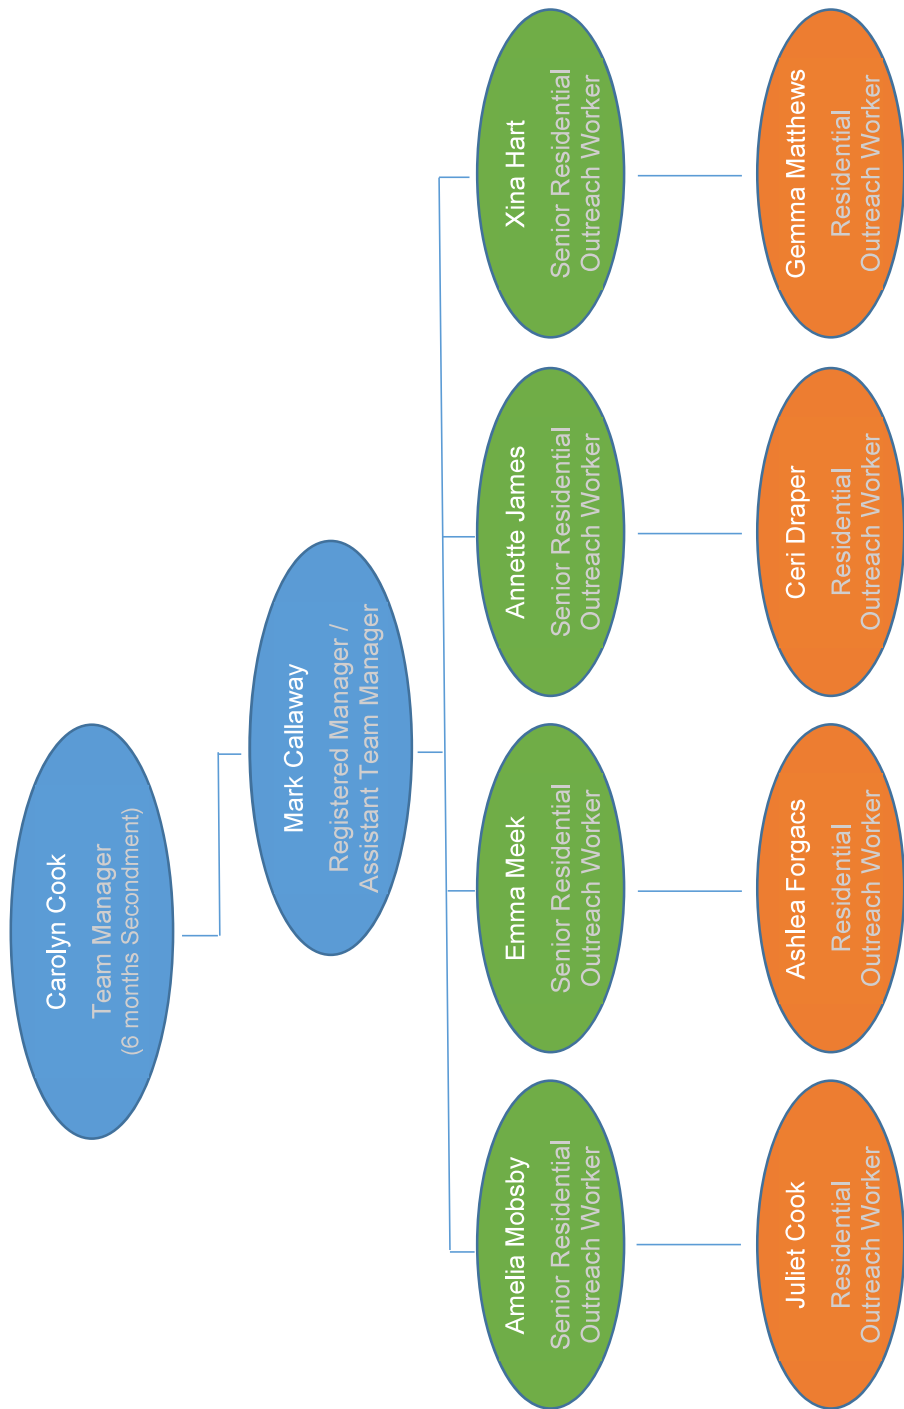 Carolyn Cook
Team Manager
(6 months Secondment)
Mark Callaway
Registered Manager /
Assistant Team Manager
Amelia Mobsby
Senior Residential
Outreach Worker
Emma Meek
Senior Residential
Outreach Worker
Annette James
Senior Residential
Outreach Worker
Xina Hart
Senior Residential
Outreach Worker
Juliet Cook
Residential
Outreach Worker
Ashlea Forgacs
Residential
Outreach Worker
Ceri Draper
Residential
Outreach Worker
Gemma Matthews
Residential
Outreach Worker